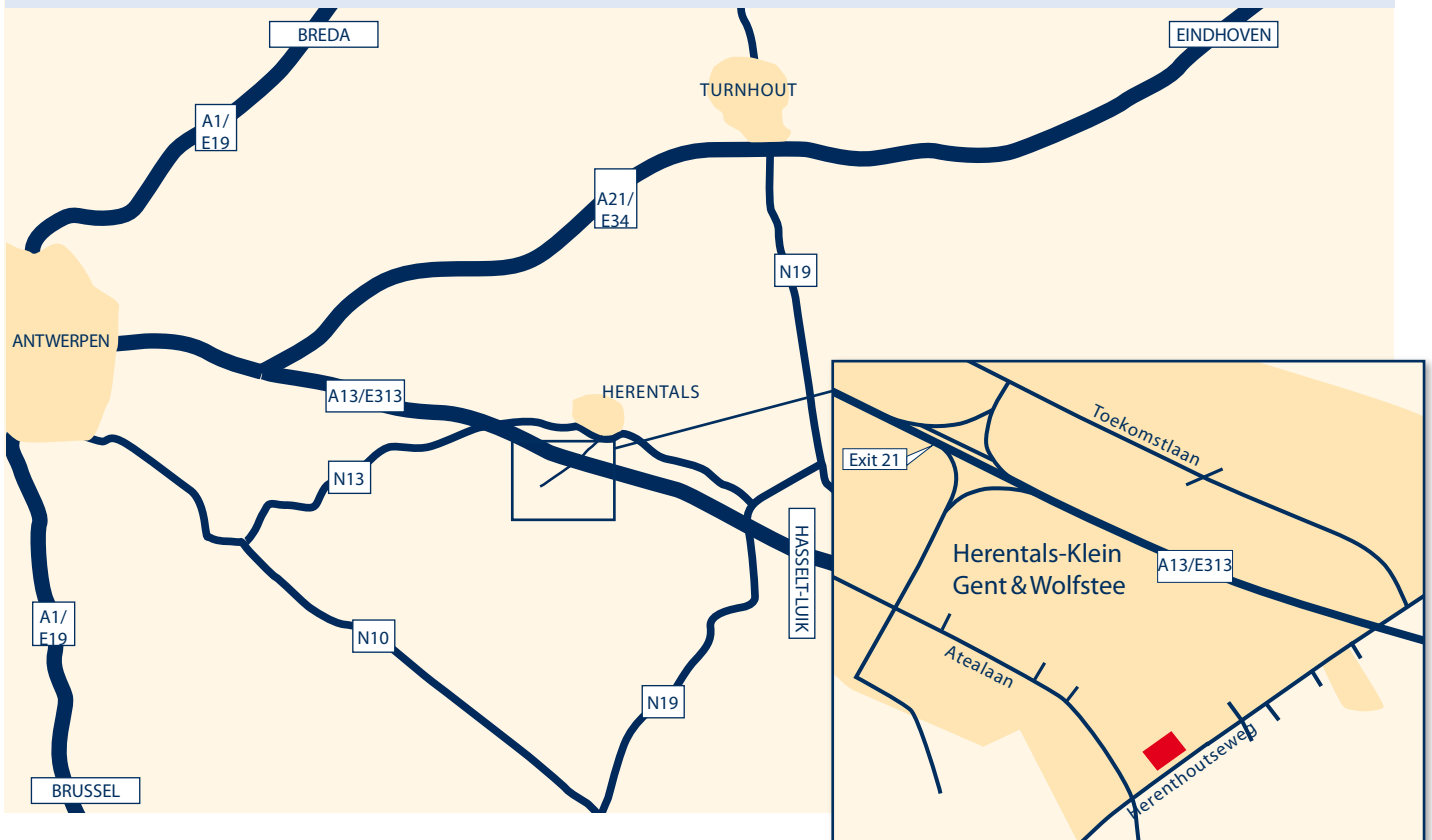 BREDA
EINDHOVEN
TURNHOUT
A1/
E19
A21/
E34
N19
ANTWERPEN
A13/E313
HERENTALS
N13
HASSELT-LUIK
A1/
E19
N10
N19
BRUSSEL
Toekomstlaan
Exit 21
Herentals-Klein
Gent & Wolfstee
A13/E313
Atealaan
Herenthoutseweg